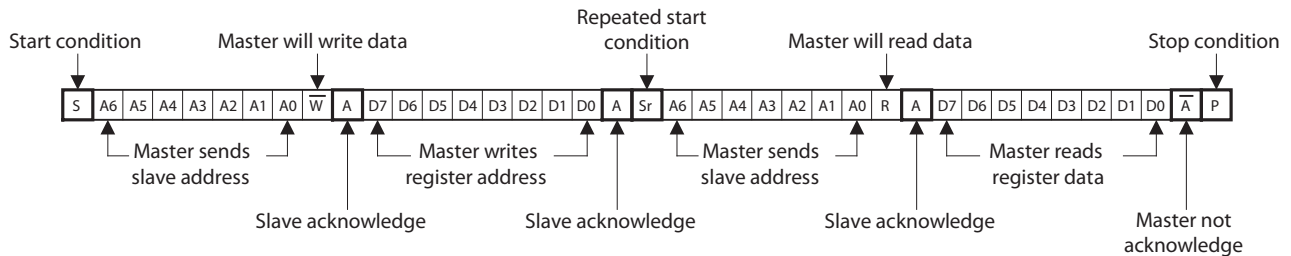 Repeated start
condition
Start condition
Master will write data
Master will read data
Stop condition
S A6 A5 A4 A3 A2 A1 A0 W̅ A D7 D6 D5 D4 D3 D2 D1 D0 A Sr A6 A5 A4 A3 A2 A1 A0 R A D7 D6 D5 D4 D3 D2 D1 D0 A̅ P
Master sends
slave address
Master writes
register address
Master sends
slave address
Master reads
register data
Slave acknowledge
Slave acknowledge
Slave acknowledge
Master not
acknowledge